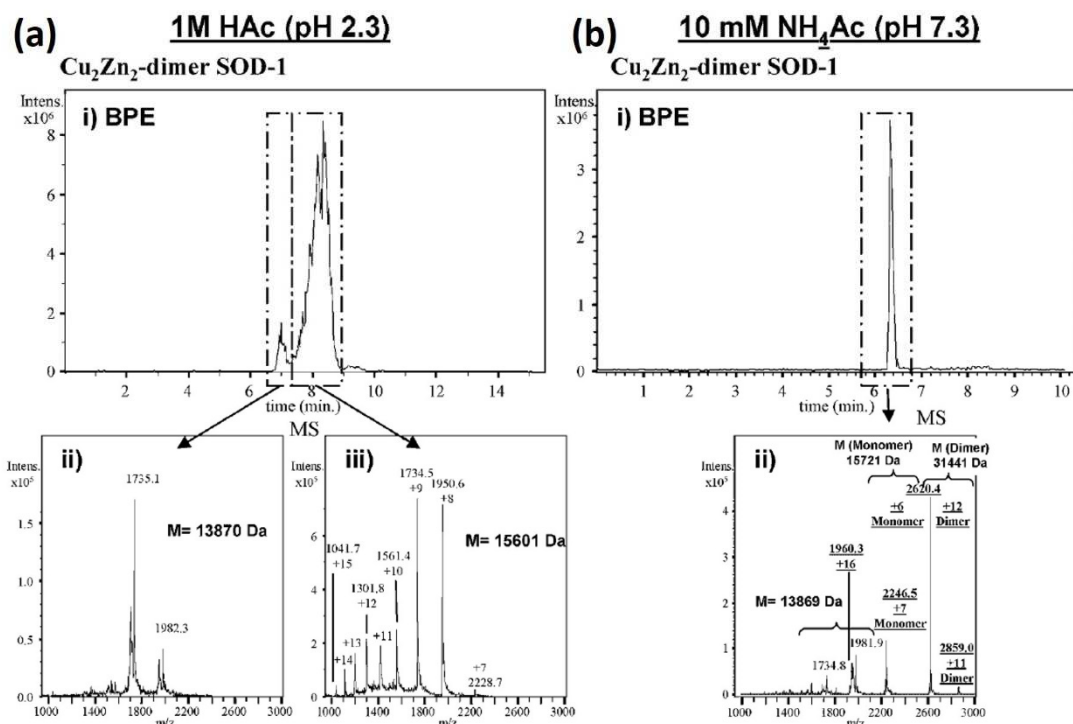 (a) 1M HAc (pH 2.3)
Cu2Zn2-dimer SOD-1
Intens.
x10^6
i) BPE
8
6
4
2
0
2 4 6 8 10 12 14
time (min.)
MS
ii)
Intens.
x10^5
1735.1
M= 13870 Da
1982.3
1.5
1.0
0.5
0.0
1000 1400 1800 2200 2600 3000
m/z
iii)
Intens.
x10^5
1734.5
+9
1950.6
+8
M= 15601 Da
1041.7
+15
1561.4
+10
1301.8
+12
+14
+13
+11
+7
2228.7
6
4
2
0
1000 1400 1800 2200 2600 3000
m/z
(b) 10 mM NH4Ac (pH 7.3)
Cu2Zn2-dimer SOD-1
Intens.
x10^6
i) BPE
3
2
1
0
1 2 3 4 5 6 7 8 9 10
time (min.)
MS
ii)
Intens.
x10^5
M (Monomer)
15721 Da
M (Dimer)
31441 Da
2620.4
+6
Monomer
+12
Dimer
1960.3
+16
M= 13869 Da
2246.5
+7
Monomer
1734.8
1981.9
2859.0
+11
Dimer
4
3
2
1
0
1000 1400 1800 2200 2600 3000
m/z